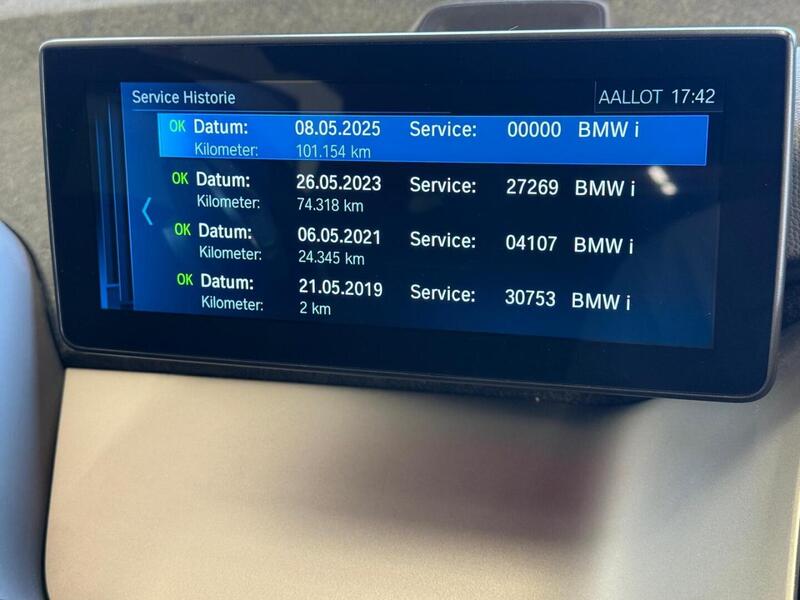 Service Historie AALLOT 17:42
OK Datum: 08.05.2025 Service: 00000 BMW i
Kilometer: 101.154 km
OK Datum: 26.05.2023 Service: 27269 BMW i
Kilometer: 74.318 km
OK Datum: 06.05.2021 Service: 04107 BMW i
Kilometer: 24.345 km
OK Datum: 21.05.2019 Service: 30753 BMW i
Kilometer: 2 km